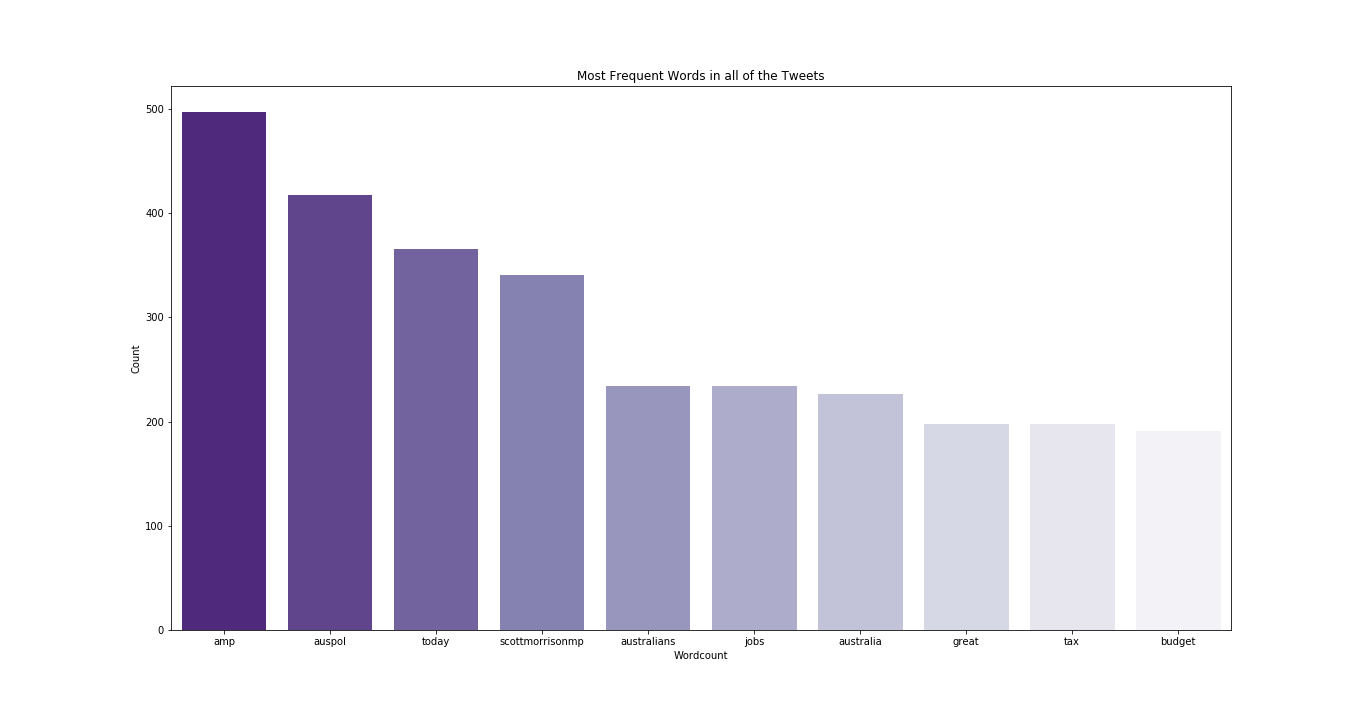 Most Frequent Words in all of the Tweets
500
400
300
200
100
0
Count
amp auspol today scottmorrisonmp australians jobs australia great tax budget
Wordcount